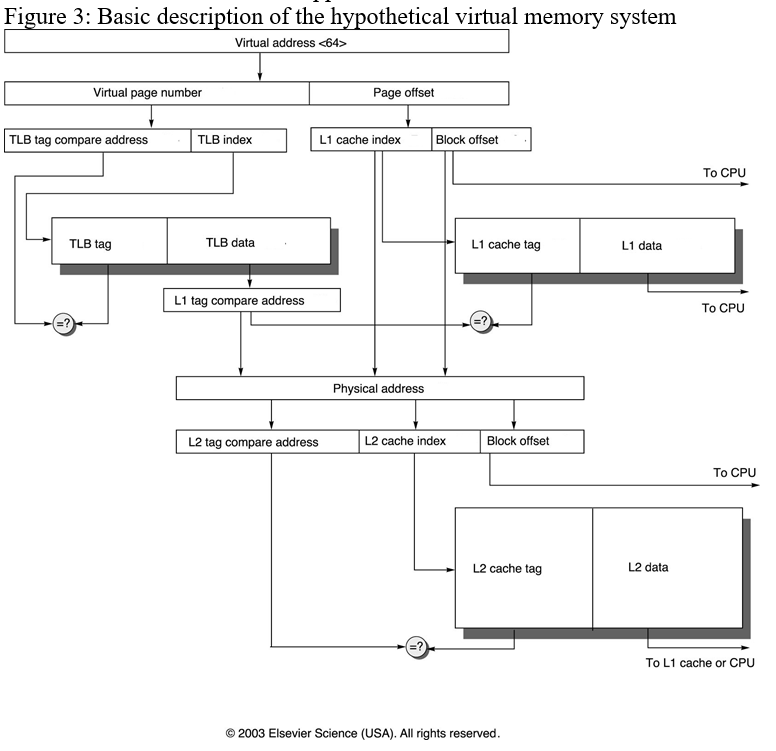 Figure 3: Basic description of the hypothetical virtual memory system
Virtual address <64>
Virtual page number Page offset
TLB tag compare address TLB index L1 cache index Block offset
To CPU
TLB tag TLB data L1 cache tag L1 data
L1 tag compare address
To CPU
=? =?
Physical address
L2 tag compare address L2 cache index Block offset
To CPU
L2 cache tag L2 data
=?
To L1 cache or CPU
© 2003 Elsevier Science (USA). All rights reserved.